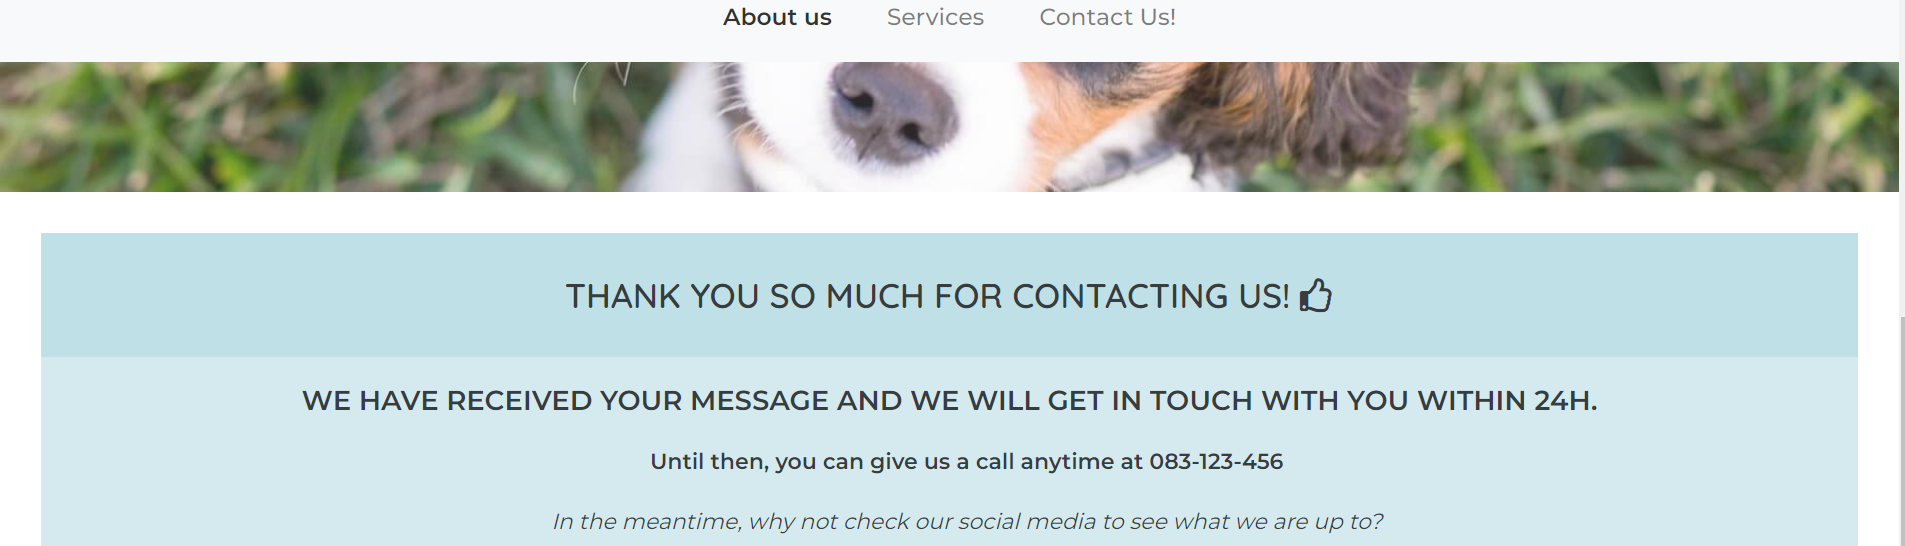 About us Services Contact Us!
THANK YOU SO MUCH FOR CONTACTING US!
WE HAVE RECEIVED YOUR MESSAGE AND WE WILL GET IN TOUCH WITH YOU WITHIN 24H.
Until then, you can give us a call anytime at 083-123-456
In the meantime, why not check our social media to see what we are up to?